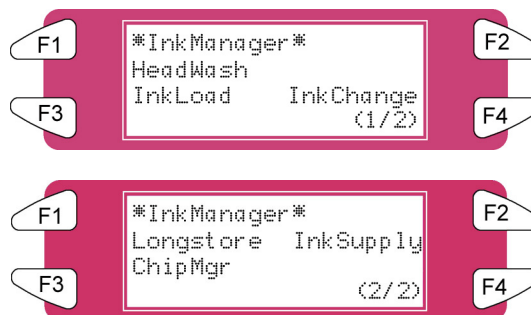 F1 F2
*InkManager*
HeadWash
InkLoad InkChange
F3 F4
(1/2)
F1 F2
*InkManager*
Longstore InkSupply
ChipMgr
F3 F4
(2/2)